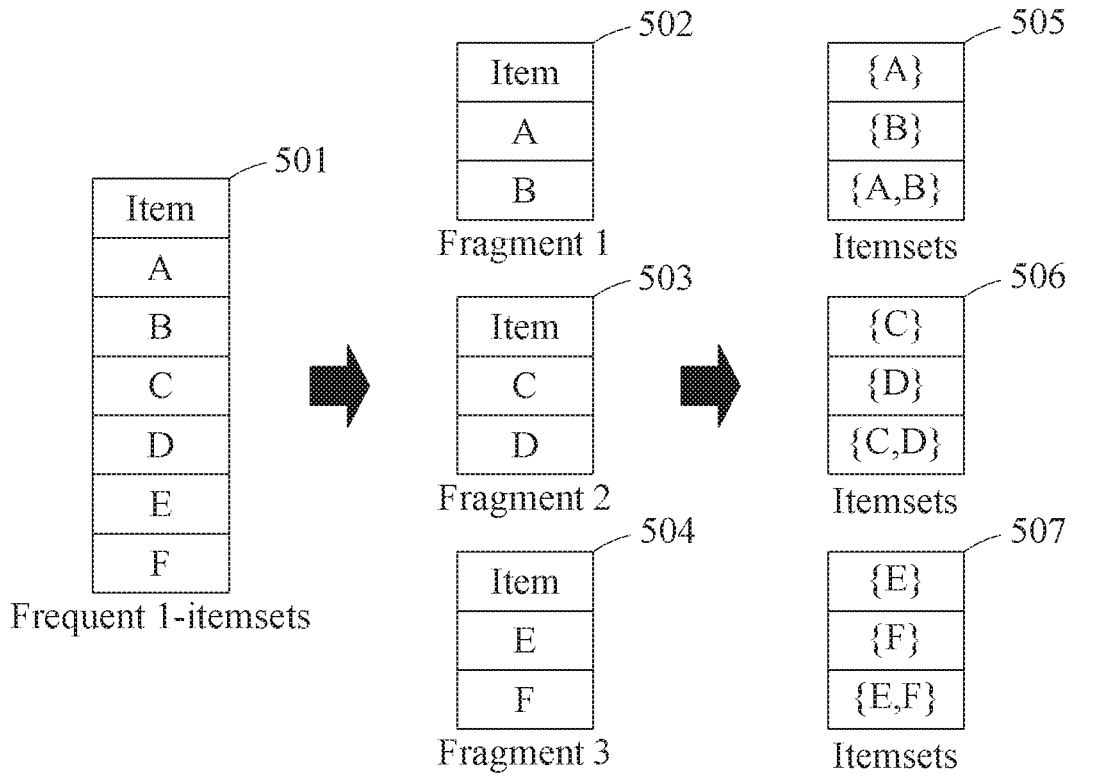 501
Item
A
B
C
D
E
F
Frequent 1-itemsets
502
Item
A
B
Fragment 1
503
Item
C
D
Fragment 2
504
Item
E
F
Fragment 3
505
{A}
{B}
{A,B}
Itemsets
506
{C}
{D}
{C,D}
Itemsets
507
{E}
{F}
{E,F}
Itemsets